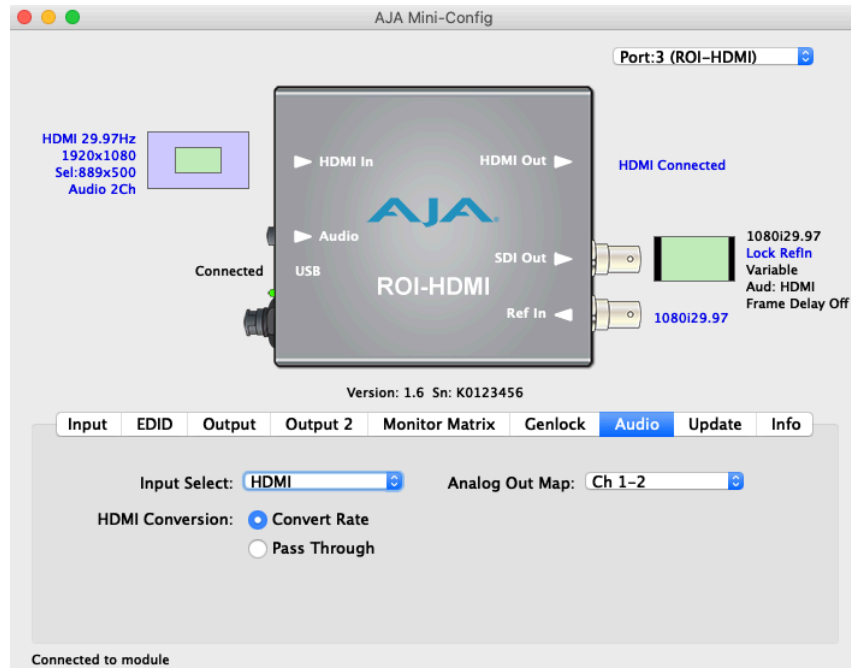 AJA Mini-Config
Port:3 (ROI-HDMI)
HDMI 29.97Hz
1920x1080
Sel:889x500
Audio 2Ch
HDMI In
HDMI Out
HDMI Connected
AJA
Audio
Connected
USB
SDI Out
ROI-HDMI
Ref In
1080i29.97
Lock RefIn
Variable
Aud: HDMI
Frame Delay Off
1080i29.97
Version: 1.6 Sn: K0123456
Input EDID Output Output 2 Monitor Matrix Genlock Audio Update Info
Input Select: HDMI Analog Out Map: Ch 1-2
HDMI Conversion: Convert Rate
Pass Through
Connected to module